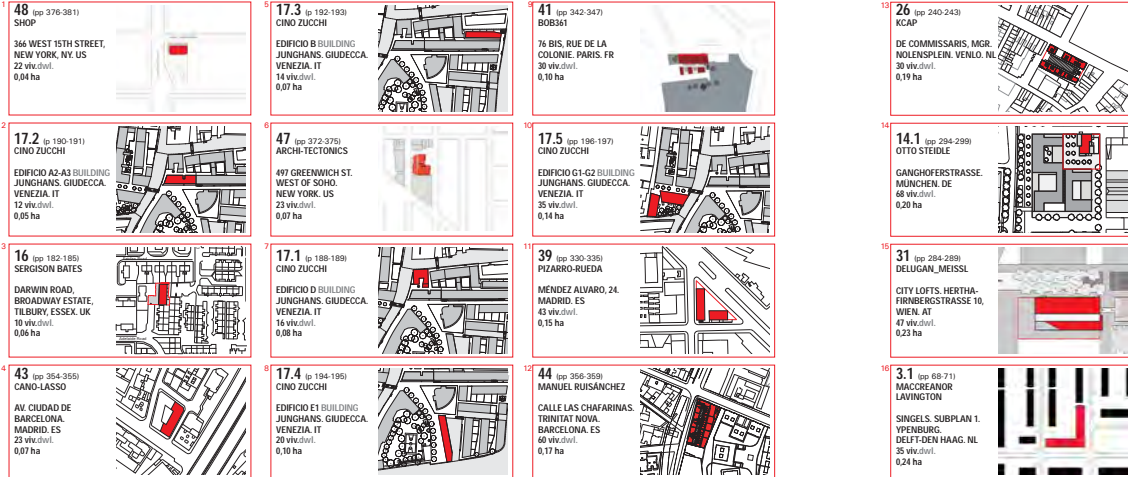 1
48 (pp 376-381)
SHOP
366 WEST 15TH STREET,
NEW YORK, NY. US
22 viv.dwl.
0,04 ha
2
17.2 (p 190-191)
CINO ZUCCHI
EDIFICIO A2-A3 BUILDING
JUNGHANS. GIUDECCA.
VENEZIA. IT
12 viv.dwl.
0,05 ha
3
16 (pp 182-185)
SERGISON BATES
DARWIN ROAD,
BROADWAY ESTATE,
TILBURY, ESSEX. UK
10 viv.dwl.
0,06 ha
Adelaide Road
4
43 (pp 354-355)
CANO-LASSO
AV. CIUDAD DE
BARCELONA.
MADRID. ES
23 viv.dwl.
0,07 ha
5
17.3 (p 192-193)
CINO ZUCCHI
EDIFICIO B BUILDING
JUNGHANS. GIUDECCA.
VENEZIA. IT
14 viv.dwl.
0,07 ha
6
47 (pp 372-375)
ARCHI-TECTONICS
497 GREENWICH ST.
WEST OF SOHO.
NEW YORK. US
23 viv.dwl.
0,07 ha
7
17.1 (p 188-189)
CINO ZUCCHI
EDIFICIO D BUILDING
JUNGHANS. GIUDECCA.
VENEZIA. IT
16 viv.dwl.
0,08 ha
8
17.4 (p 194-195)
CINO ZUCCHI
EDIFICIO E1 BUILDING
JUNGHANS. GIUDECCA.
VENEZIA. IT
20 viv.dwl.
0,10 ha
9
41 (pp 342-347)
BOB361
76 BIS, RUE DE LA
COLONIE. PARIS. FR
30 viv.dwl.
0,10 ha
10
17.5 (pp 196-197)
CINO ZUCCHI
EDIFICIO G1-G2 BUILDING
JUNGHANS. GIUDECCA.
VENEZIA. IT
35 viv.dwl.
0,14 ha
11
39 (pp 330-335)
PIZARRO-RUEDA
MÉNDEZ ALVARO, 24.
MADRID. ES
43 viv.dwl.
0,15 ha
12
44 (pp 356-359)
MANUEL RUISÁNCHEZ
CALLE LAS CHAFARINAS.
TRINITAT NOVA.
BARCELONA. ES
60 viv.dwl.
0,17 ha
13
26 (pp 240-243)
KCAP
DE COMMISSARIS, MGR.
NOLENSPLEIN. VENLO. NL
30 viv.dwl.
0,19 ha
14
14.1 (pp 294-299)
OTTO STEIDLE
GANGHOFERSTRASSE.
MÜNCHEN. DE
68 viv.dwl.
0,20 ha
15
31 (pp 284-289)
DELUGAN_MEISSL
CITY LOFTS. HERTHA-
FIRNBERGSTRASSE 10,
WIEN. AT
47 viv.dwl.
0,23 ha
16
3.1 (pp 68-71)
MACCREANOR
LAVINGTON
SINGELS. SUBPLAN 1.
YPENBURG.
DELFT-DEN HAAG. NL
35 viv.dwl.
0,24 ha